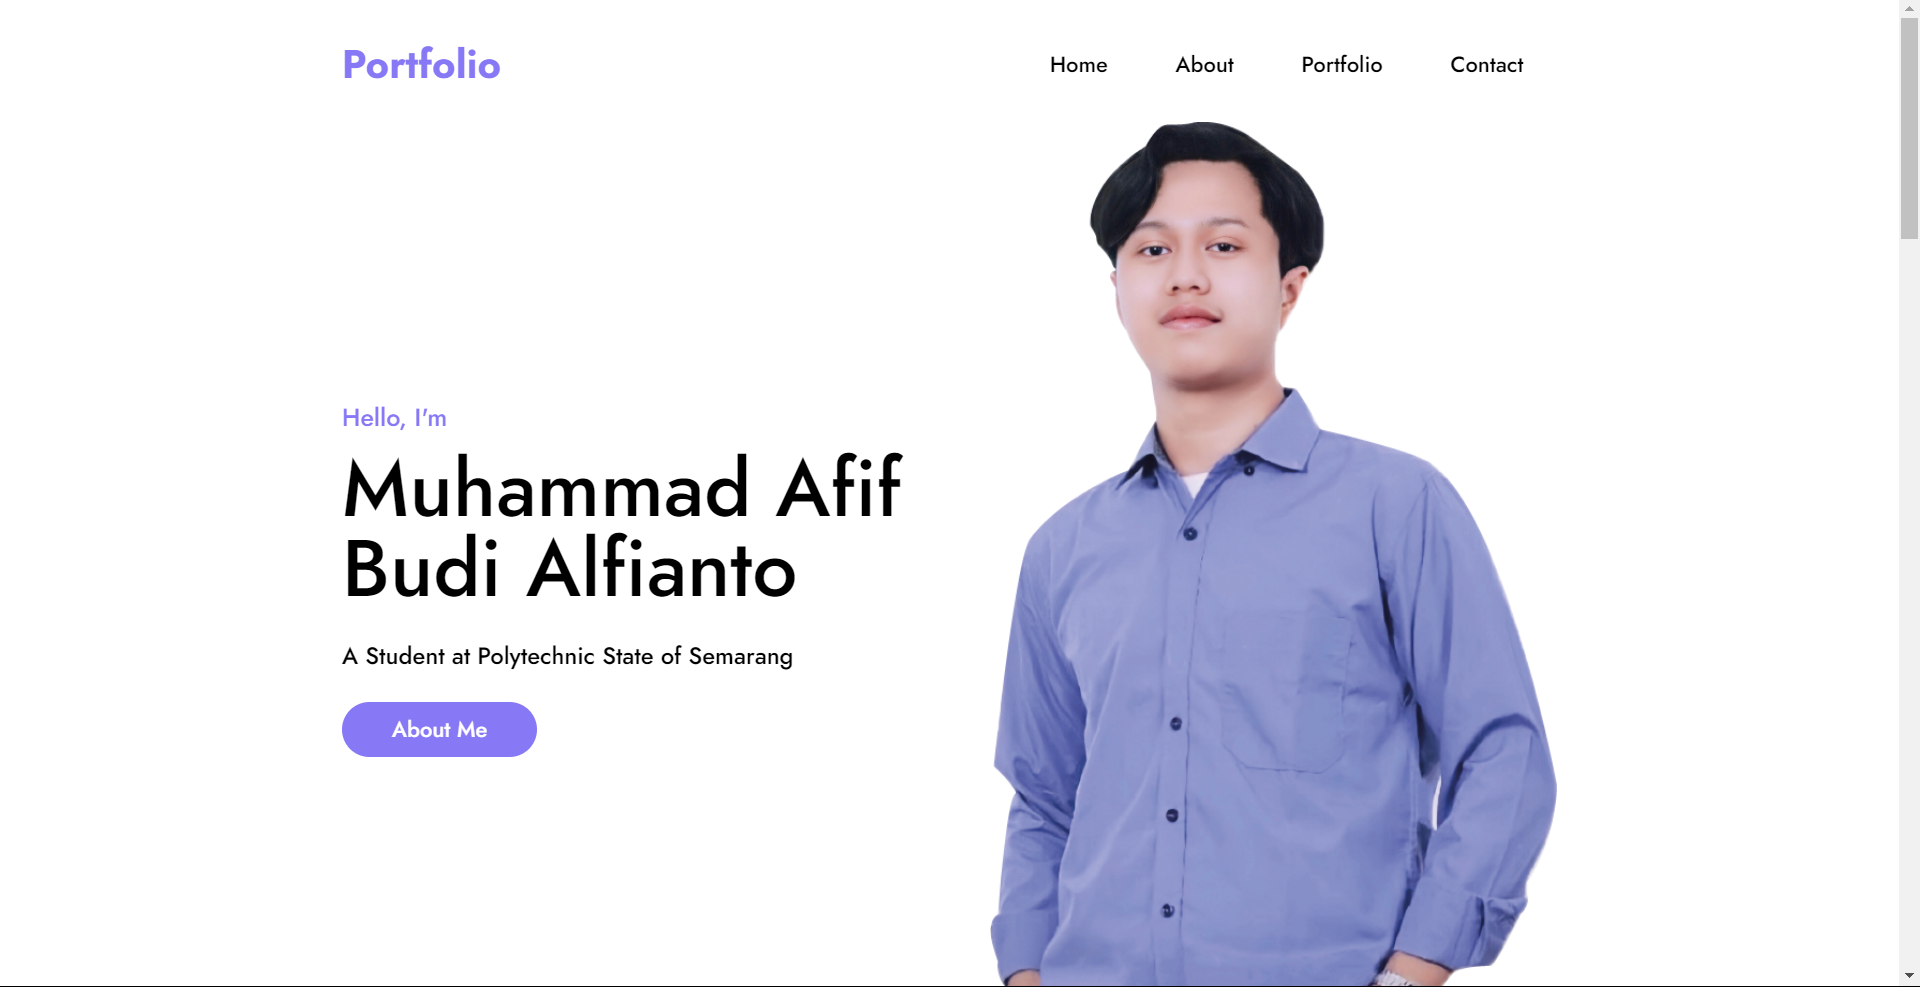 Portfolio
Home About Portfolio Contact
Hello, I'm
Muhammad Afif
Budi Alfianto
A Student at Polytechnic State of Semarang
About Me